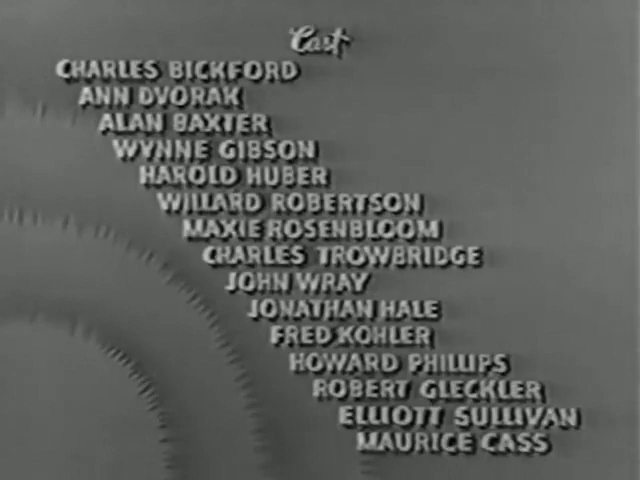 Cast
CHARLES BICKFORD
ANN DVORAK
ALAN BAXTER
WYNNE GIBSON
HAROLD HUBER
WILLARD ROBERTSON
MAXIE ROSENBLOOM
CHARLES TROWBRIDGE
JOHN WRAY
JONATHAN HALE
FRED KOHLER
HOWARD PHILLIPS
ROBERT GLECKLER
ELLIOTT SULLIVAN
MAURICE CASS